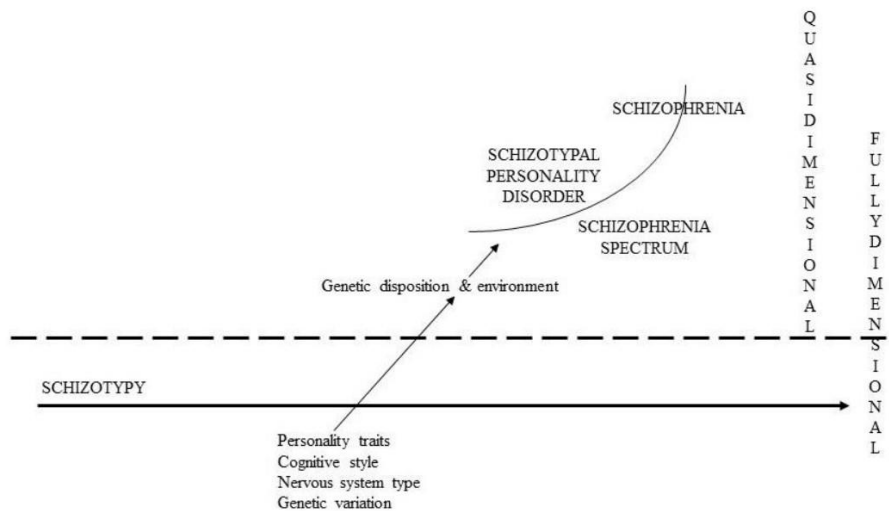 SCHIZOPHRENIA
SCHIZOTYPAL
PERSONALITY
DISORDER
SCHIZOPHRENIA
SPECTRUM
Genetic disposition & environment
SCHIZOTYPY
Personality traits
Cognitive style
Nervous system type
Genetic variation
QUASIDIMENSIONAL
FULLYDIMENSIONAL